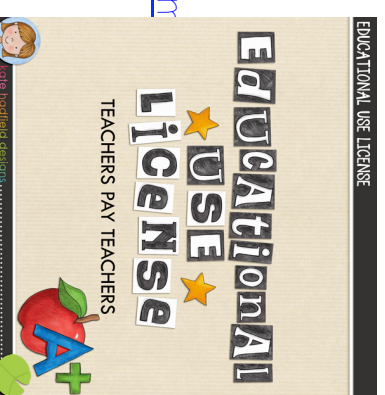 m
EDUCATIONAL USE LICENSE
EdUCAtionAl
USE
LiCeNSe
TEACHERS PAY TEACHERS
kate hadfield designs
A+